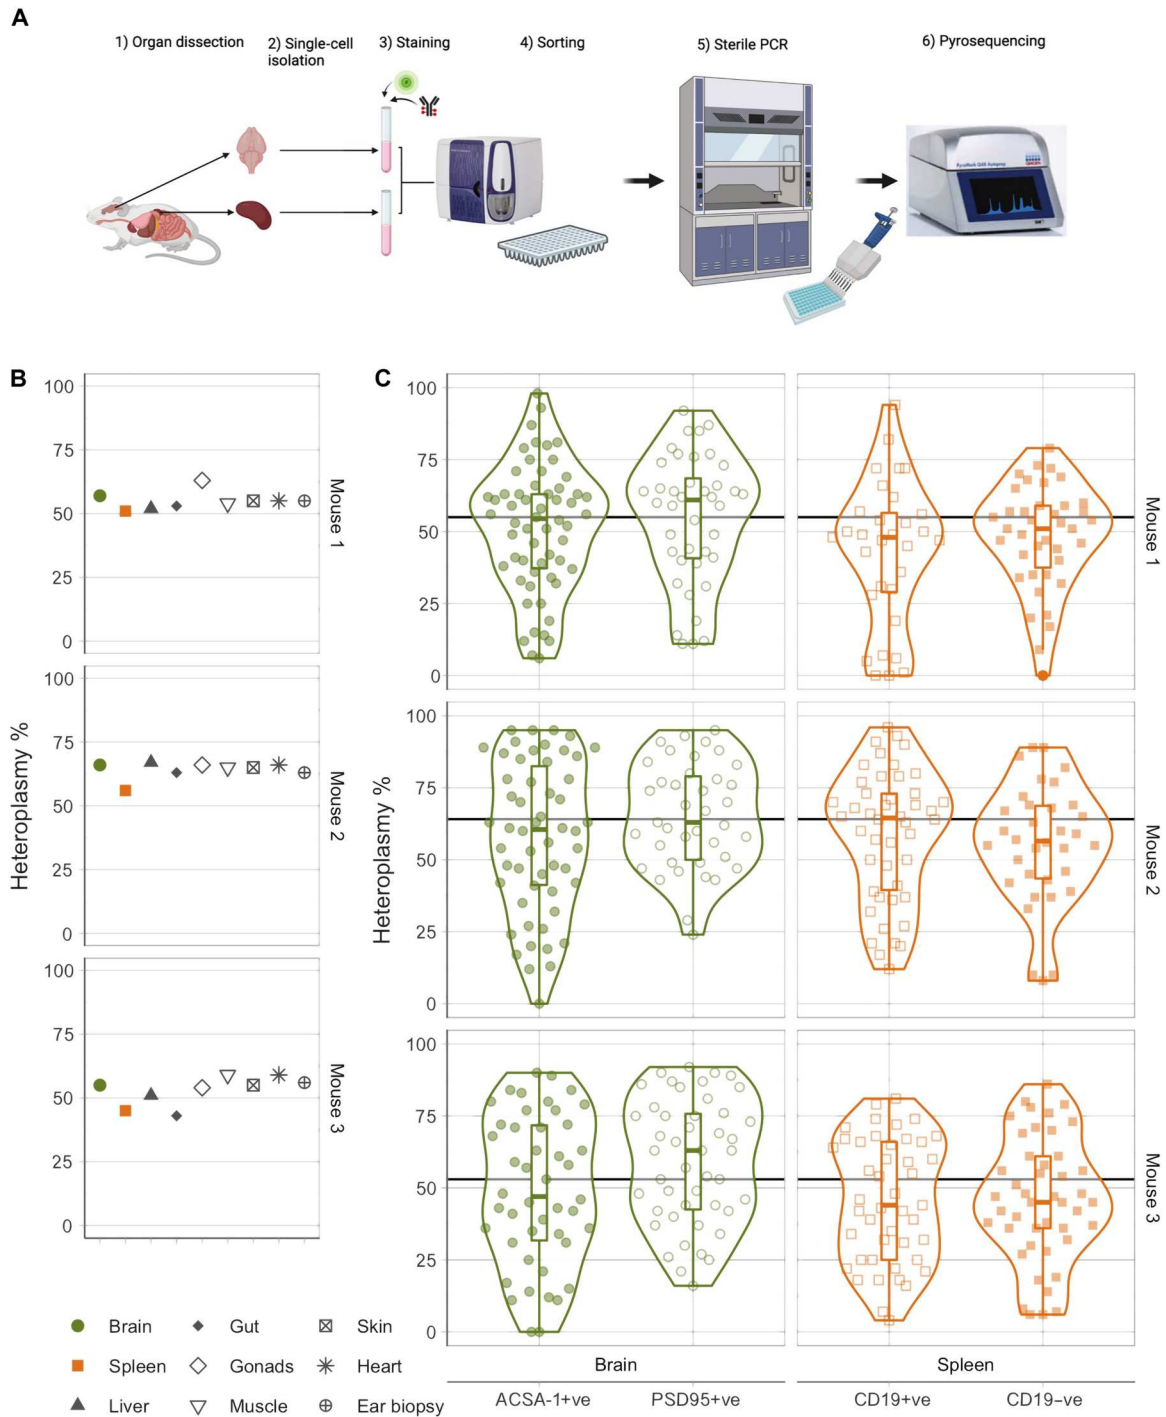 A
1) Organ dissection
2) Single-cell
isolation
3) Staining
4) Sorting
5) Sterile PCR
6) Pyrosequencing
B
Heteroplasmy %
100
75
50
25
0
Mouse 1
100
75
50
25
0
Mouse 2
100
75
50
25
0
Mouse 3
Brain
Gut
Skin
Spleen
Gonads
Heart
Liver
Muscle
Ear biopsy
C
Heteroplasmy %
100
75
50
25
0
Mouse 1
100
75
50
25
0
Mouse 2
100
75
50
25
0
Mouse 3
Brain
Spleen
ACSA-1+ve
PSD95+ve
CD19+ve
CD19-ve